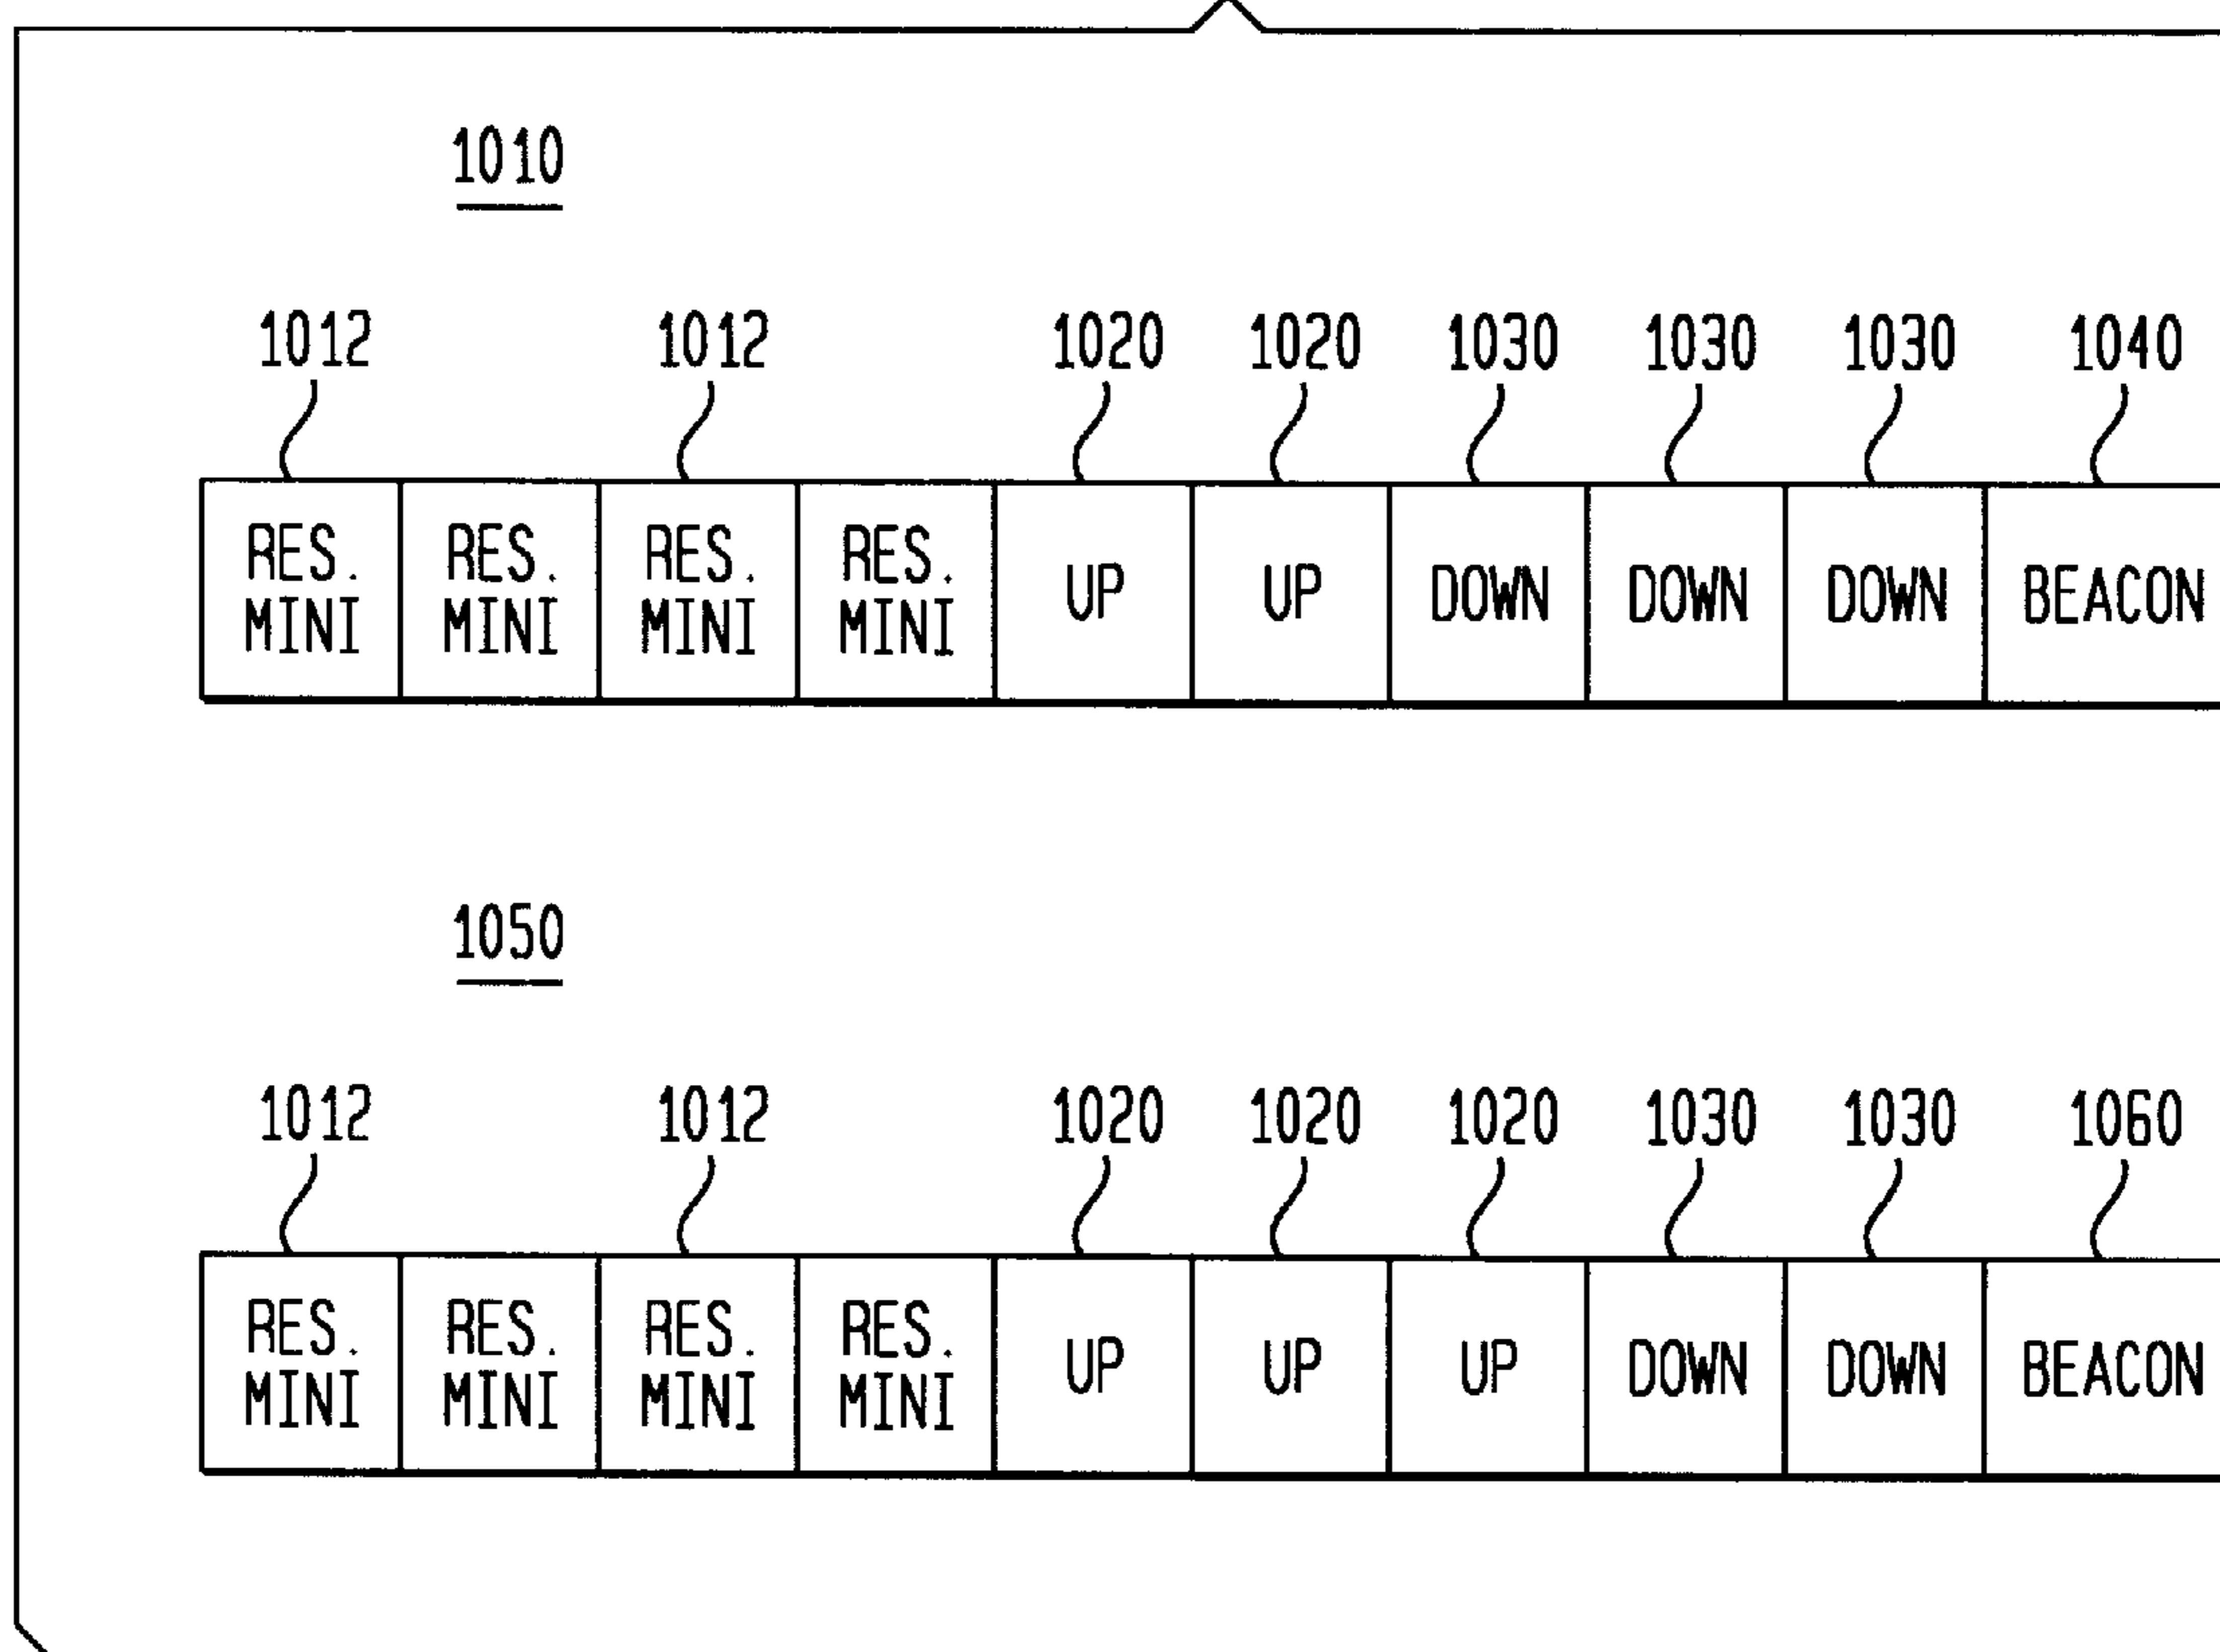 1010
1012 1012 1020 1020 1030 1030 1030 1040
RES. RES. RES. RES. UP UP DOWN DOWN DOWN BEACON
MINI MINI MINI MINI
1050
1012 1012 1020 1020 1020 1030 1030 1060
RES. RES. RES. RES. UP UP UP DOWN DOWN BEACON
MINI MINI MINI MINI